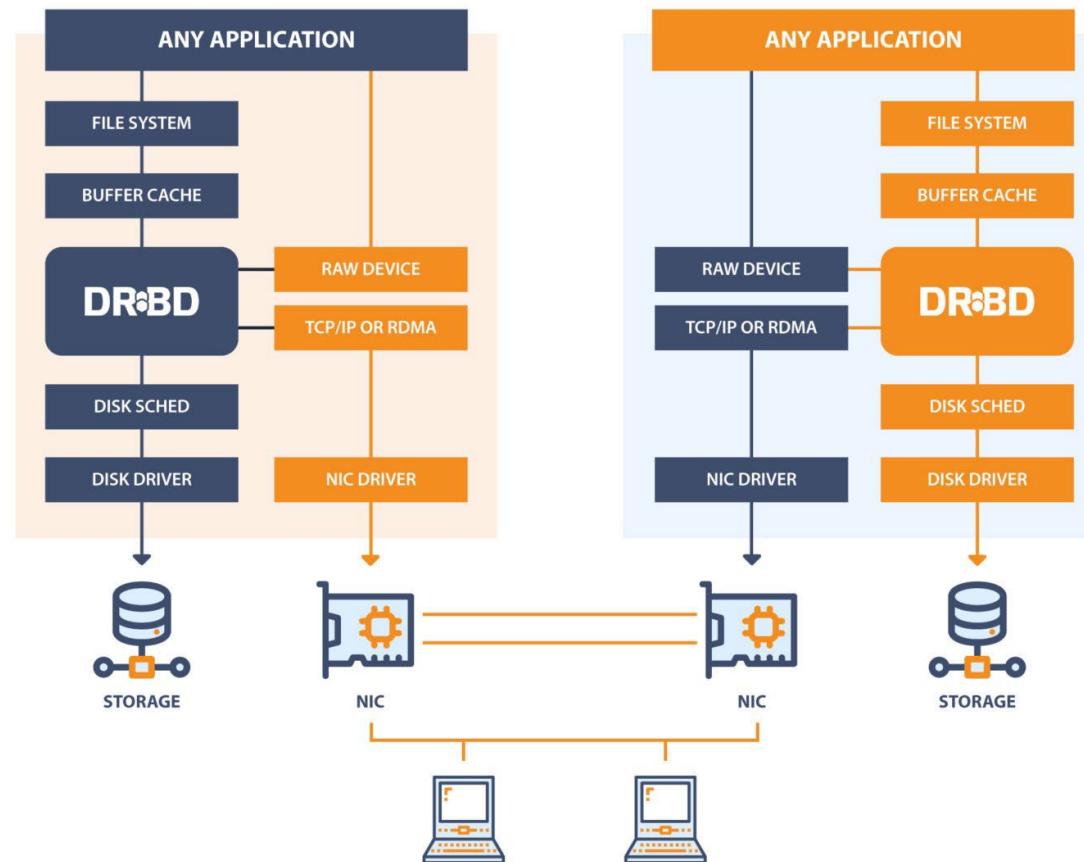 ANY APPLICATION
FILE SYSTEM
BUFFER CACHE
DRBD
RAW DEVICE
TCP/IP OR RDMA
DISK SCHED
DISK DRIVER
NIC DRIVER
STORAGE
NIC
ANY APPLICATION
FILE SYSTEM
BUFFER CACHE
RAW DEVICE
TCP/IP OR RDMA
DRBD
DISK SCHED
NIC DRIVER
DISK DRIVER
NIC
STORAGE